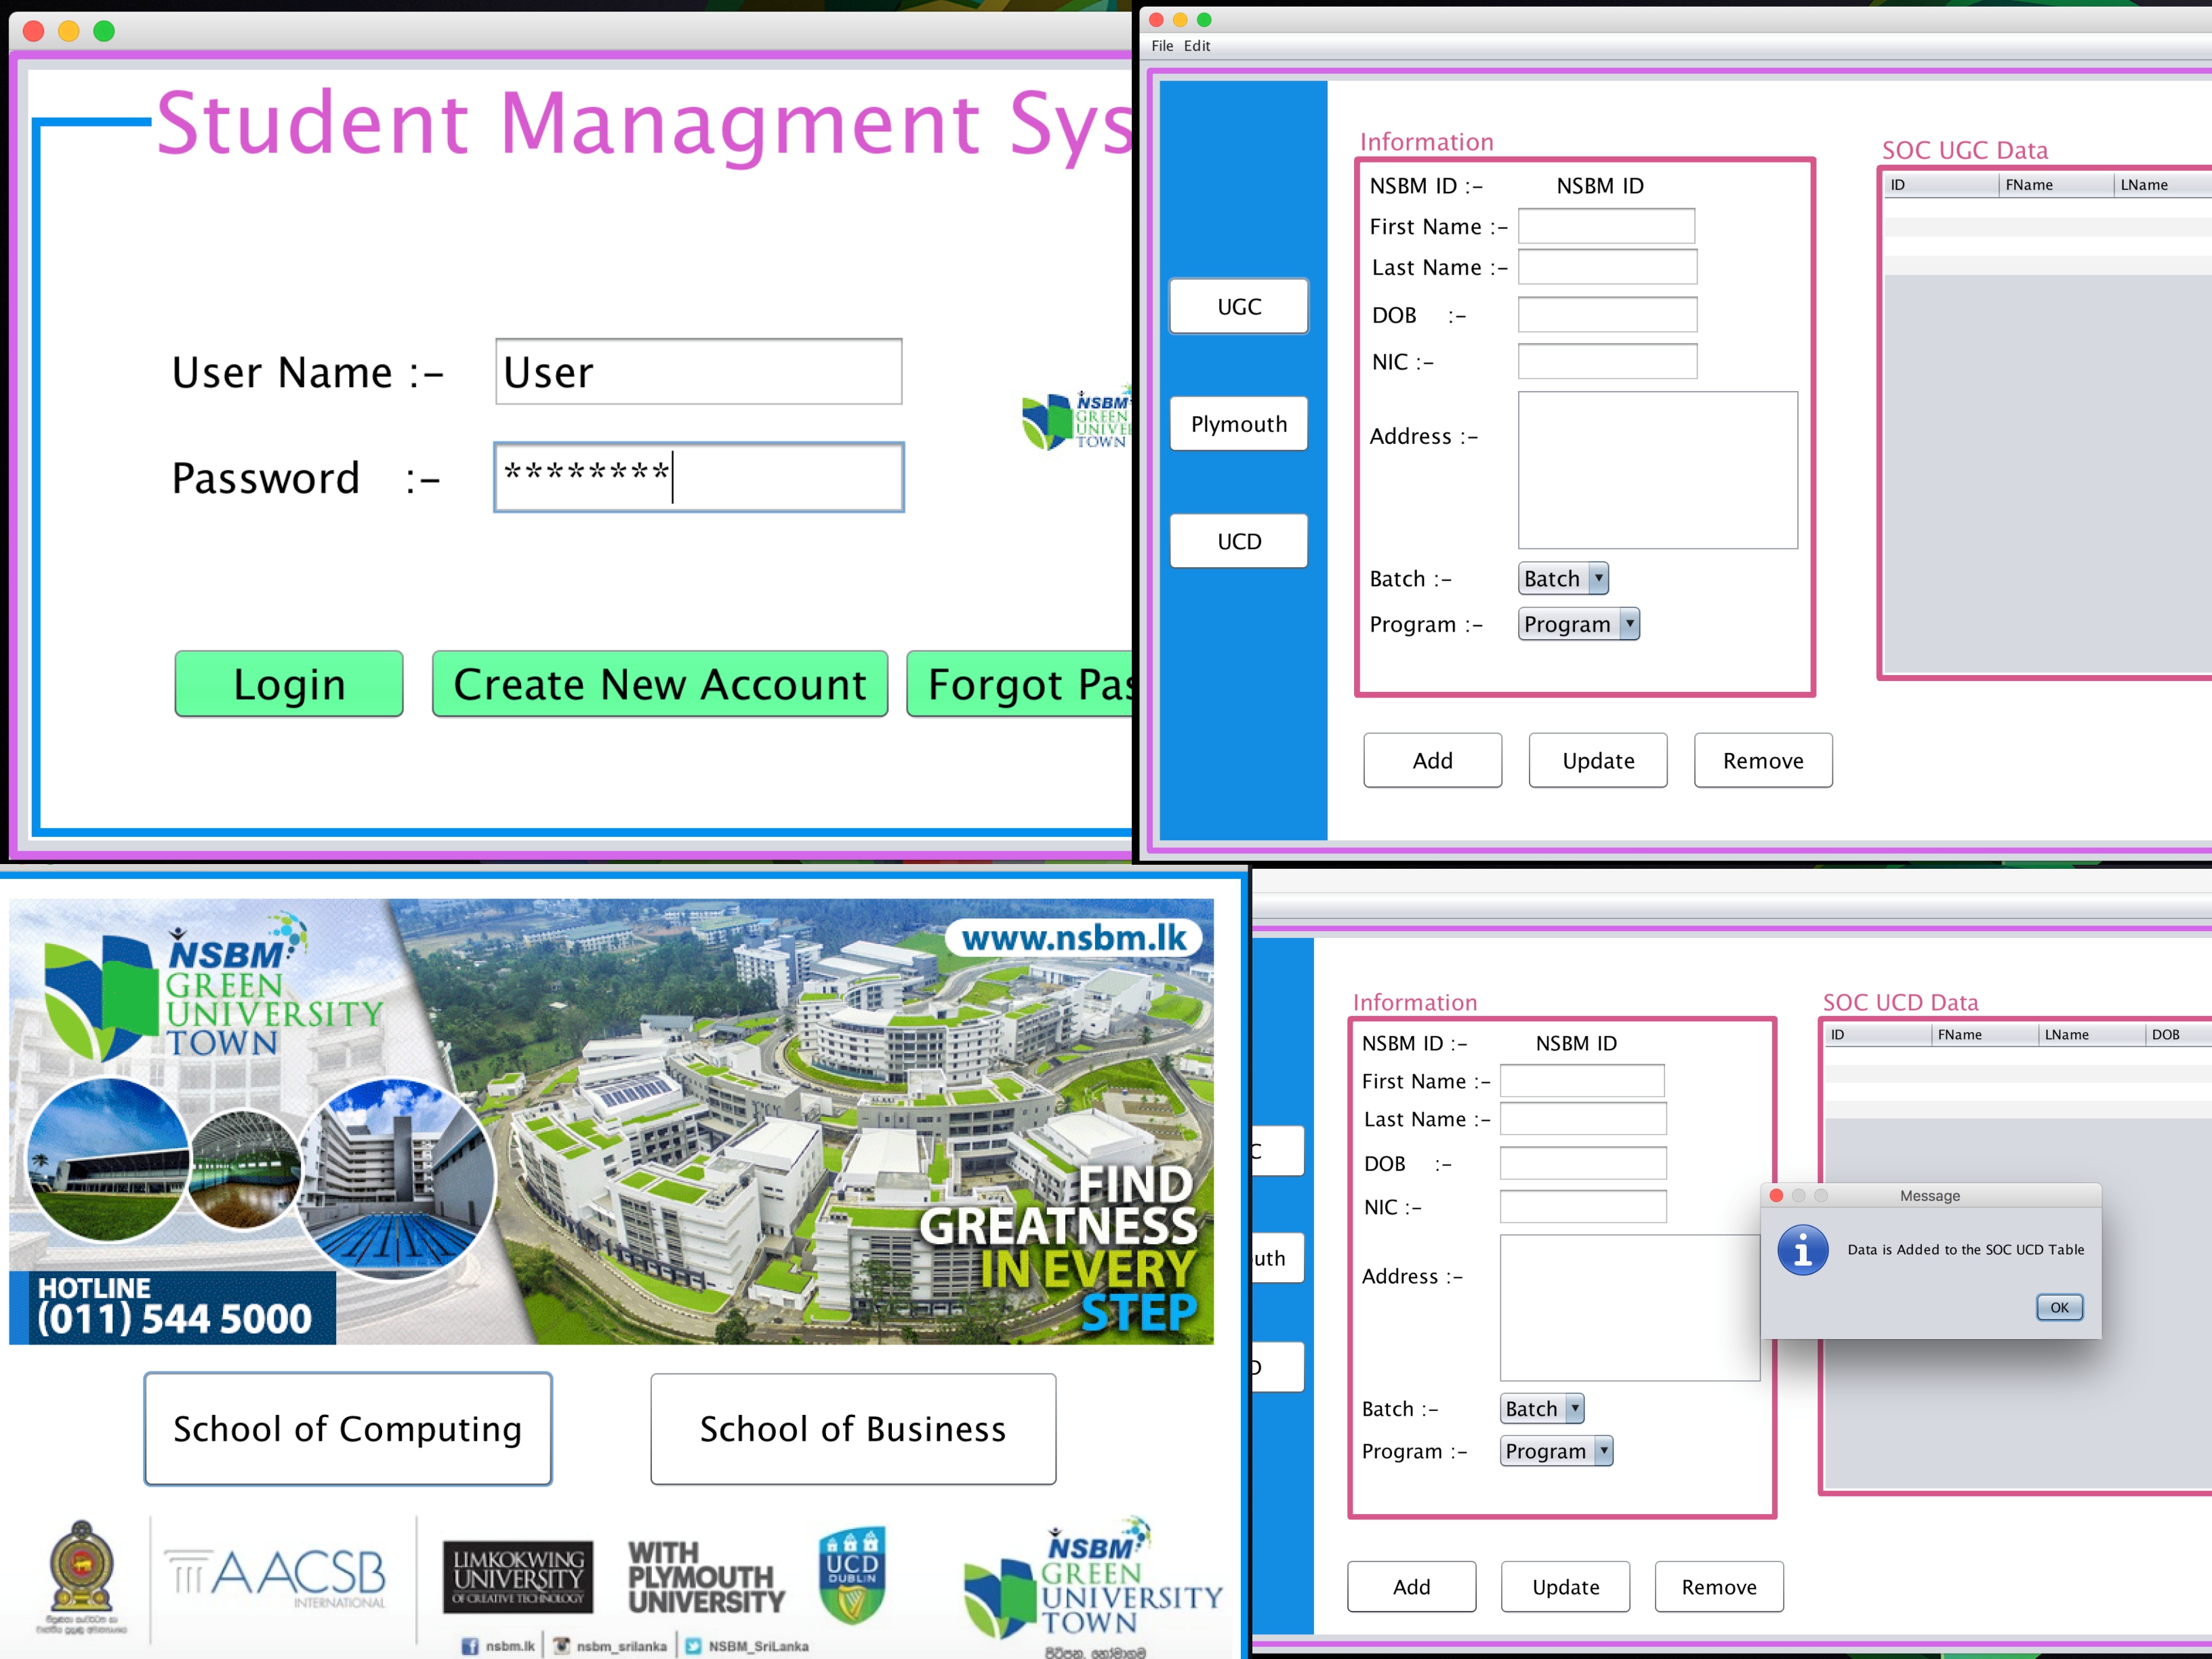 Student Managment Sys
User Name :-
User
NSBM
GREEN
UNIVE
TOWN
Password :-
********
Login
Create New Account
Forgot Pas
File Edit
Information
NSBM ID :-
NSBM ID
First Name :-
Last Name :-
DOB :-
NIC :-
Address :-
Batch :-
Batch
Program :-
Program
UGC
Plymouth
UCD
SOC UGC Data
ID
FName
LName
Add
Update
Remove
NSBM
GREEN
UNIVERSITY
TOWN
www.nsbm.lk
FIND
GREATNESS
IN EVERY
STEP
HOTLINE
(011) 544 5000
School of Computing
School of Business
AACSB
INTERNATIONAL
LIMKOKWING
UNIVERSITY
OF CREATIVE TECHNOLOGY
WITH
PLYMOUTH
UNIVERSITY
UCD
DUBLIN
NSBM
GREEN
UNIVERSITY
TOWN
පිටිපන, හෝමාගම
nsbm.lk
nsbm_srilanka
NSBM_SriLanka
Information
NSBM ID :-
NSBM ID
First Name :-
Last Name :-
DOB :-
NIC :-
Address :-
Batch :-
Batch
Program :-
Program
C
uth
D
SOC UCD Data
ID
FName
LName
DOB
Message
Data is Added to the SOC UCD Table
OK
Add
Update
Remove